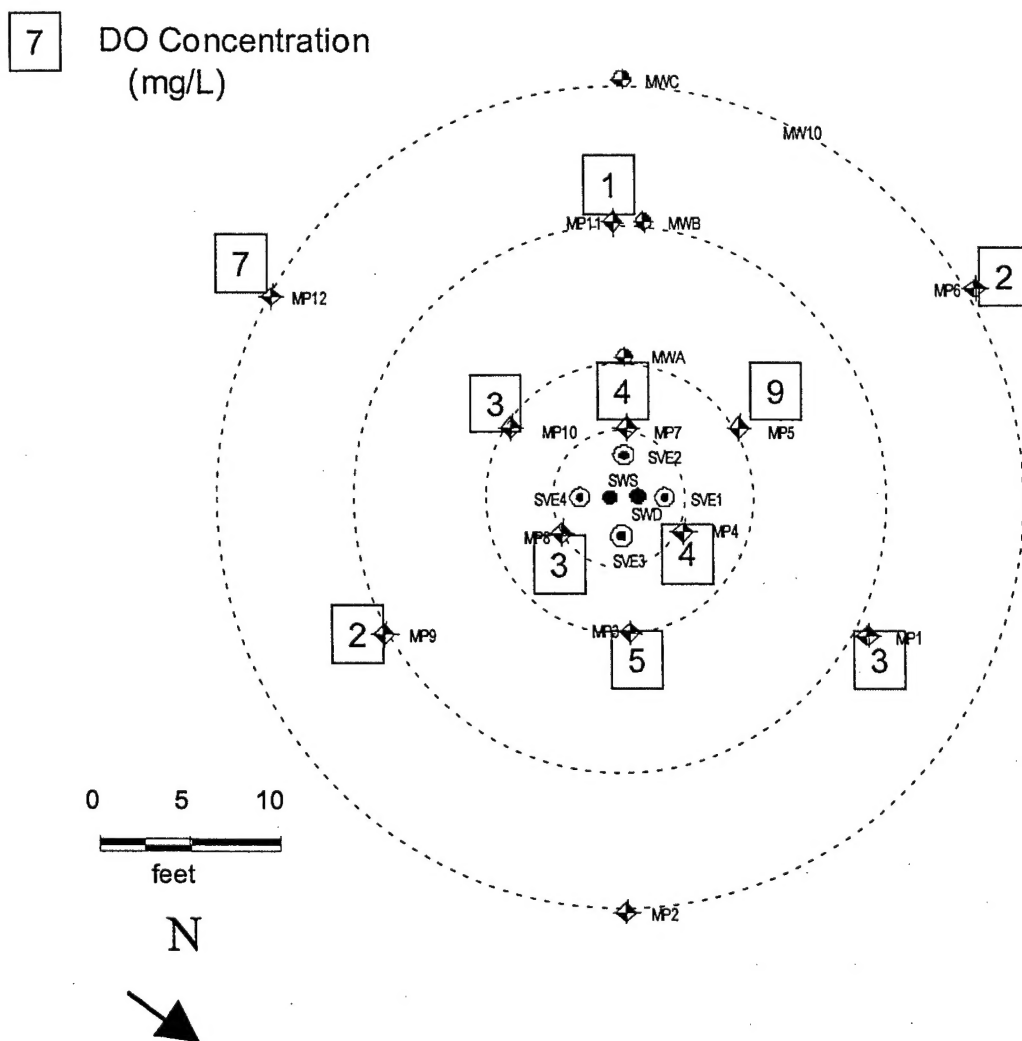 7 DO Concentration
(mg/L)
MWC
MW10
1
MP11 MWB
7
MP12
MP6 2
MWA
3 4 9
MP10 MP7 MP5
SVE2
SWS
SVE4 SVE1
SWD
MP8 MP4
SVE3
3 4
MP3
5
2 MP9
MP1
3
0 5 10
feet
N
MP2